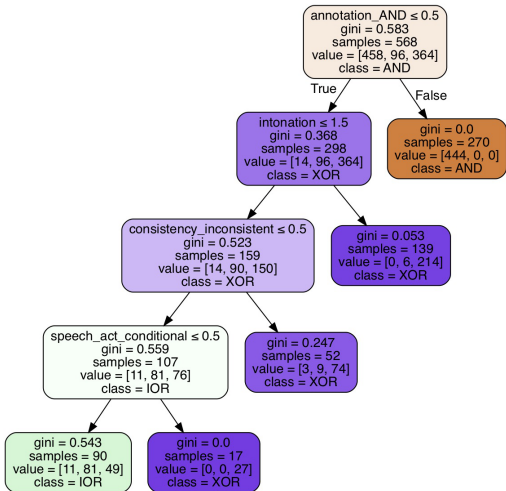 annotation_AND ≤ 0.5
gini = 0.583
samples = 568
value = [458, 96, 364]
class = AND
True
False
intonation ≤ 1.5
gini = 0.368
samples = 298
value = [14, 96, 364]
class = XOR
gini = 0.0
samples = 270
value = [444, 0, 0]
class = AND
consistency_inconsistent ≤ 0.5
gini = 0.523
samples = 159
value = [14, 90, 150]
class = XOR
gini = 0.053
samples = 139
value = [0, 6, 214]
class = XOR
speech_act_conditional ≤ 0.5
gini = 0.559
samples = 107
value = [11, 81, 76]
class = IOR
gini = 0.247
samples = 52
value = [3, 9, 74]
class = XOR
gini = 0.543
samples = 90
value = [11, 81, 49]
class = IOR
gini = 0.0
samples = 17
value = [0, 0, 27]
class = XOR